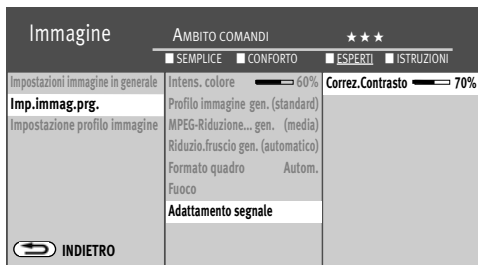 Immagine
AMBITO COMANDI ★★★
SEMPLICE CONFORTO ESPERTI ISTRUZIONI
Impostazioni immagine in generale
Imp.immag.prg.
Impostazione profilo immagine
Intens. colore 60%
Profilo immagine gen. (standard)
MPEG-Riduzione... gen. (media)
Riduzio.fruscio gen. (automatico)
Formato quadro Autom.
Fuoco
Adattamento segnale
Correz.Contrasto 70%
INDIETRO